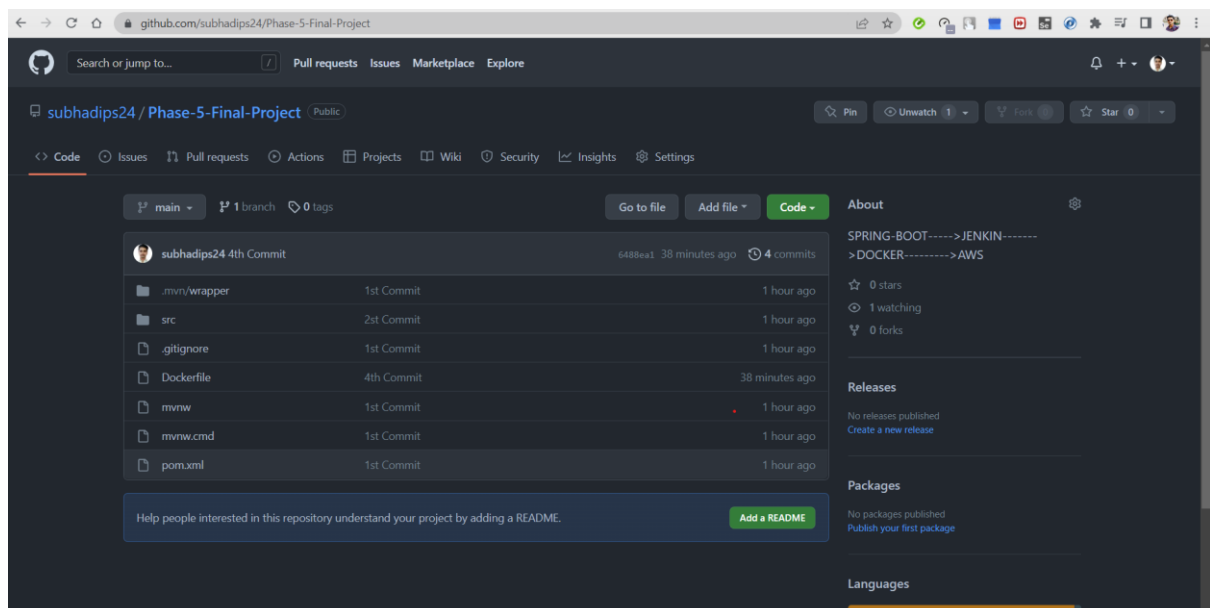 github.com/subhadips24/Phase-5-Final-Project
Search or jump to... / Pull requests Issues Marketplace Explore
subhadips24 / Phase-5-Final-Project Public
Pin Unwatch 1 Fork 0 Star 0
<> Code Issues Pull requests Actions Projects Wiki Security Insights Settings
main 1 branch 0 tags Go to file Add file Code
subhadips24 4th Commit 6488ea1 38 minutes ago 4 commits
.mvn/wrapper 1st Commit 1 hour ago
src 2st Commit 1 hour ago
.gitignore 1st Commit 1 hour ago
Dockerfile 4th Commit 38 minutes ago
mvnw 1st Commit 1 hour ago
mvnw.cmd 1st Commit 1 hour ago
pom.xml 1st Commit 1 hour ago
Help people interested in this repository understand your project by adding a README. Add a README
About
SPRING-BOOT----->JENKIN-------
>DOCKER--------->AWS
0 stars
1 watching
0 forks
Releases
No releases published
Create a new release
Packages
No packages published
Publish your first package
Languages